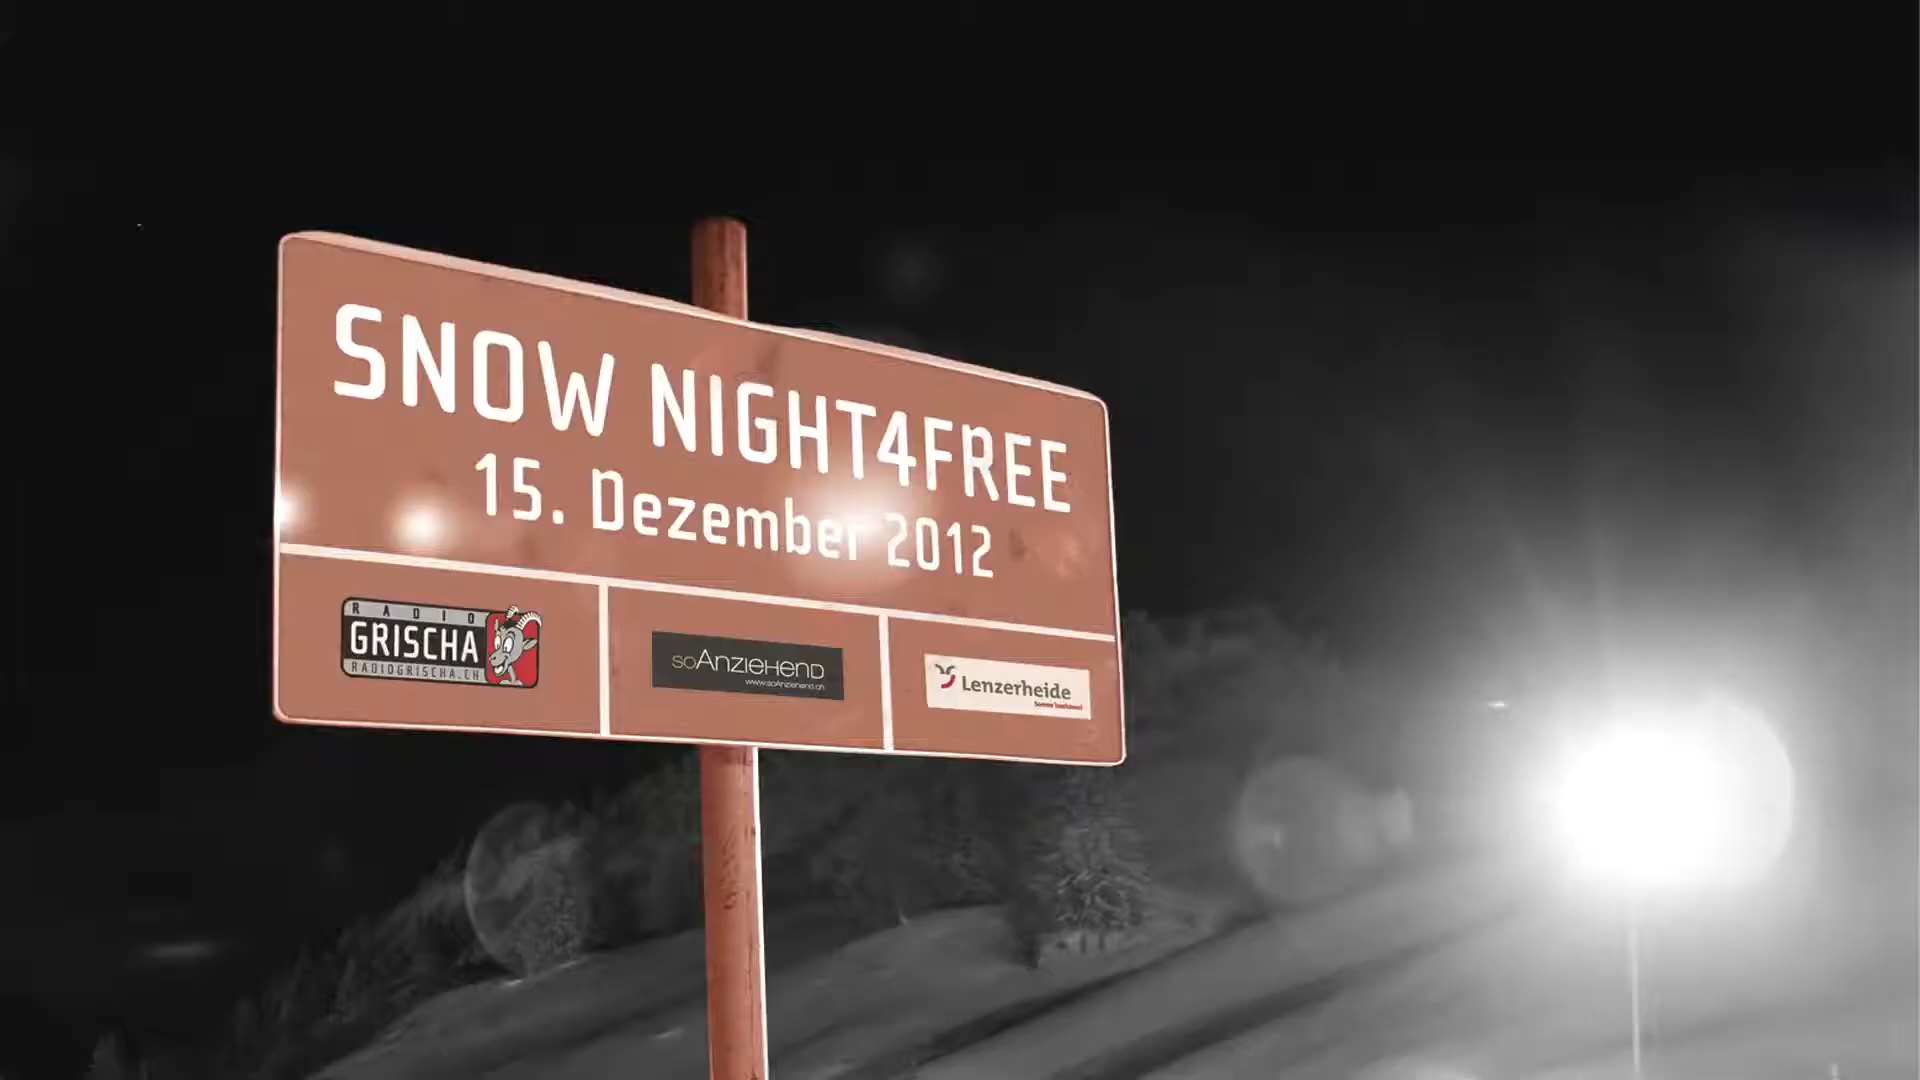 SNOW NIGHT4FREE
15. Dezember 2012
RADIO
GRISCHA
RADIOGRISCHA.CH
soAnziehend
www.soAnziehend.ch
Lenzerheide